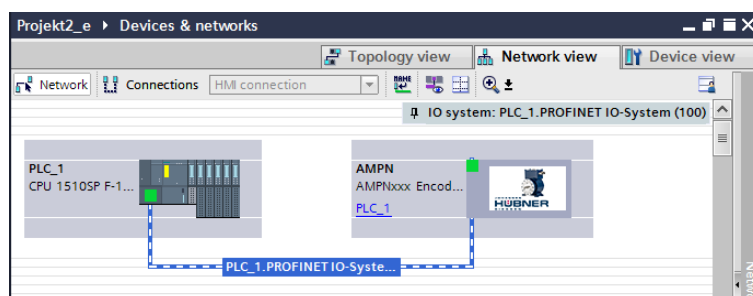 Projekt2_e ▸ Devices & networks
Topology view Network view Device view
Network Connections HMI connection
IO system: PLC_1.PROFINET IO-System (100)
PLC_1
CPU 1510SP F-1...
AMPN
AMPNxxx Encod...
PLC_1
HÜBNER
PLC_1.PROFINET IO-Syste...